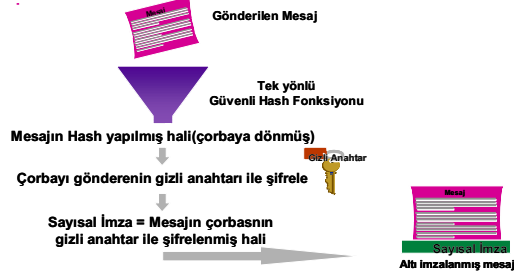 Mesaj
Gönderilen Mesaj
Tek yönlü
Güvenli Hash Fonksiyonu
Mesajın Hash yapılmış hali(çorbaya dönmüş)
Gizli Anahtar
Çorbayı gönderenin gizli anahtarı ile şifrele
Sayısal İmza = Mesajın çorbasnın
gizli anahtar ile şifrelenmiş hali
Mesaj
Sayısal İmza
Altı imzalanmış mesaj